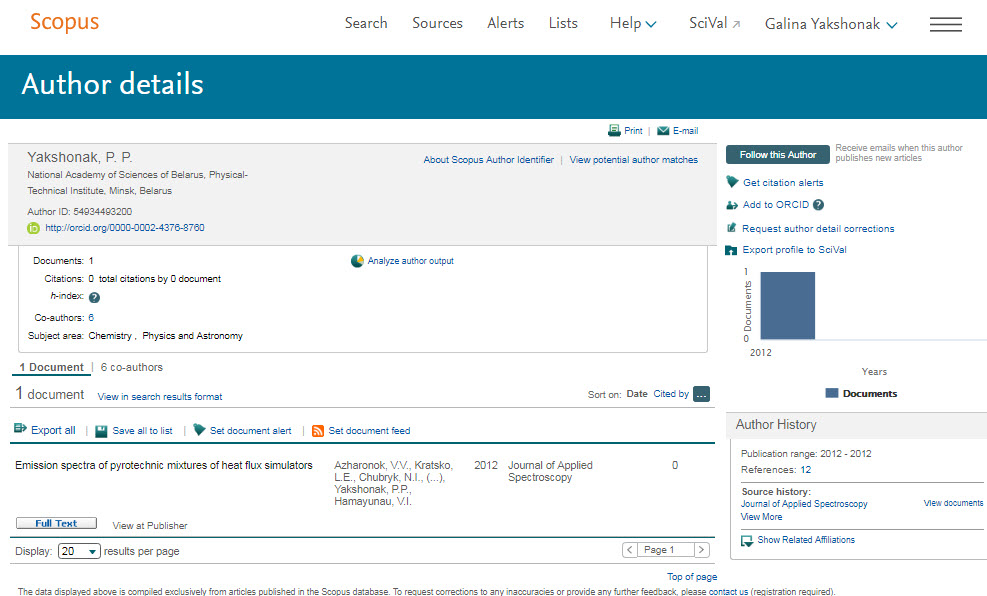 Scopus
Search Sources Alerts Lists Help SciVal Galina Yakshonak
Author details
Print | E-mail
Yakshonak, P. P.
About Scopus Author Identifier | View potential author matches
National Academy of Sciences of Belarus, Physical-
Technical Institute, Minsk, Belarus
Author ID: 54934493200
iD http://orcid.org/0000-0002-4376-8760
Documents: 1
Analyze author output
Citations: 0 total citations by 0 document
h-index: ?
Co-authors: 6
Subject area: Chemistry , Physics and Astronomy
Follow this Author
Receive emails when this author
publishes new articles
Get citation alerts
Add to ORCID ?
Request author detail corrections
Export profile to SciVal
1
Documents
0
2012
Years
Documents
1 Document | 6 co-authors
1 document View in search results format
Sort on: Date Cited by ...
Export all | Save all to list | Set document alert | Set document feed
Emission spectra of pyrotechnic mixtures of heat flux simulators
Azharonok, V.V., Kratsko,
L.E., Chubryk, N.I., (...),
Yakshonak, P.P.,
Hamayunau, V.I.
2012
Journal of Applied
Spectroscopy
0
Full Text View at Publisher
Display: 20 results per page
< Page 1 >
Author History
Publication range: 2012 - 2012
References: 12
Source history:
Journal of Applied Spectroscopy View documents
View More
Show Related Affiliations
Top of page
The data displayed above is compiled exclusively from articles published in the Scopus database. To request corrections to any inaccuracies or provide any further feedback, please contact us (registration required).